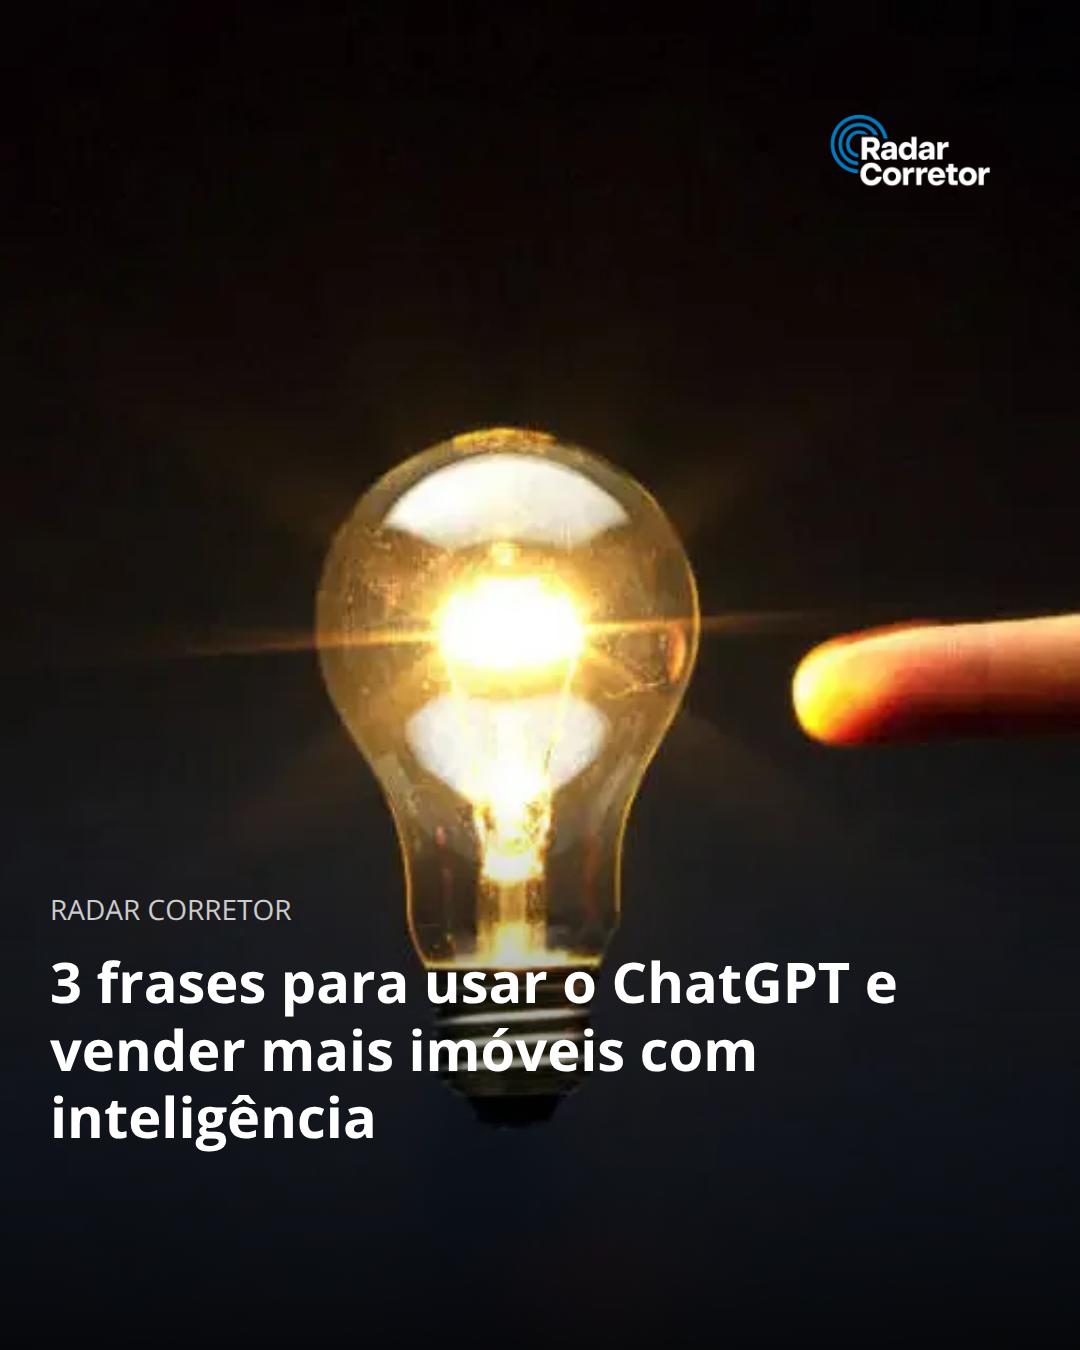 Radar
Corretor
RADAR CORRETOR
3 frases para usar o ChatGPT e
vender mais imóveis com
inteligência